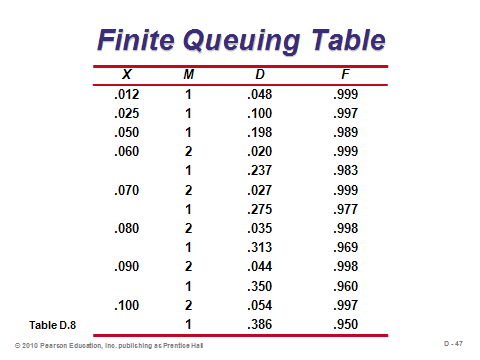 Finite Queuing Table
X M D F
.012 1 .048 .999
.025 1 .100 .997
.050 1 .198 .989
.060 2 .020 .999
1 .237 .983
.070 2 .027 .999
1 .275 .977
.080 2 .035 .998
1 .313 .969
.090 2 .044 .998
1 .350 .960
.100 2 .054 .997
Table D.8 1 .386 .950
© 2010 Pearson Education, Inc. publishing as Prentice Hall
D - 47